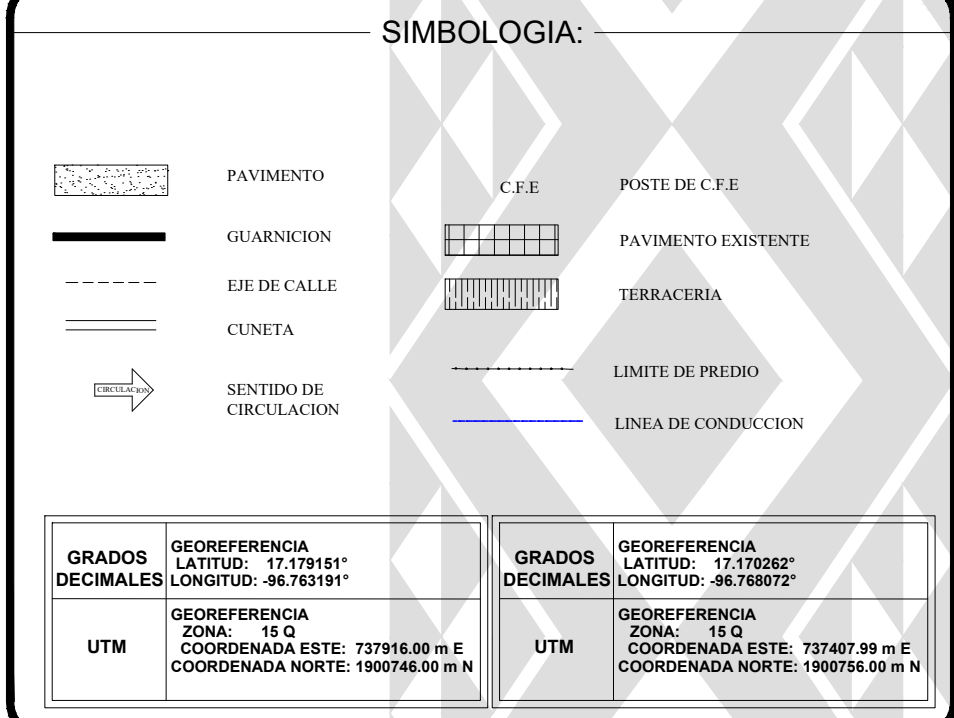 SIMBOLOGIA:
PAVIMENTO
GUARNICION
EJE DE CALLE
CUNETA
CIRCULACION
SENTIDO DE
CIRCULACION
C.F.E
POSTE DE C.F.E
PAVIMENTO EXISTENTE
TERRACERIA
LIMITE DE PREDIO
LINEA DE CONDUCCION
GRADOS
DECIMALES
GEOREFERENCIA
LATITUD: 17.179151°
LONGITUD: -96.763191°
UTM
GEOREFERENCIA
ZONA: 15 Q
COORDENADA ESTE: 737916.00 m E
COORDENADA NORTE: 1900746.00 m N
GRADOS
DECIMALES
GEOREFERENCIA
LATITUD: 17.170262°
LONGITUD: -96.768072°
UTM
GEOREFERENCIA
ZONA: 15 Q
COORDENADA ESTE: 737407.99 m E
COORDENADA NORTE: 1900756.00 m N